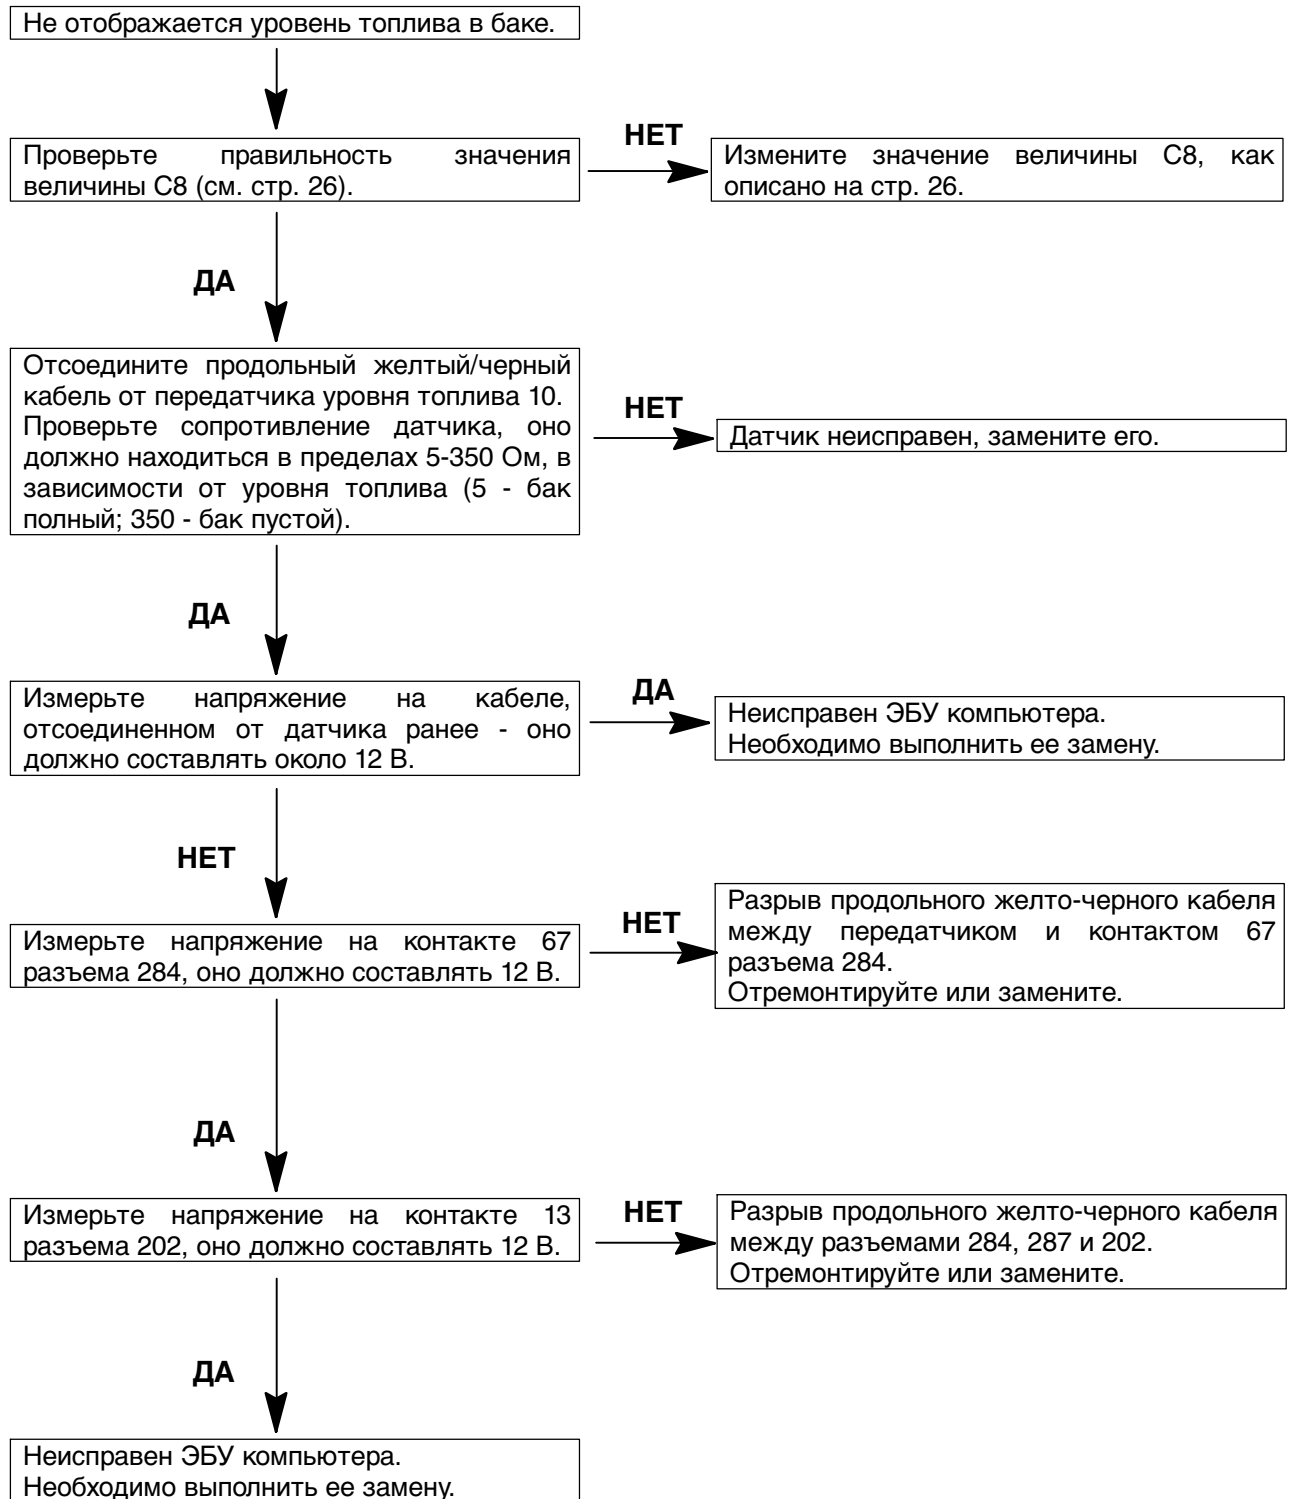 Не отображается уровень топлива в баке.
НЕТ
Проверьте правильность значения
величины С8 (см. стр. 26).
Измените значение величины С8, как
описано на стр. 26.
ДА
Отсоедините продольный желтый/черный
кабель от передатчика уровня топлива 10.
Проверьте сопротивление датчика, оно
должно находиться в пределах 5-350 Ом, в
зависимости от уровня топлива (5 - бак
полный; 350 - бак пустой).
НЕТ
Датчик неисправен, замените его.
ДА
Измерьте напряжение на кабеле,
отсоединенном от датчика ранее - оно
должно составлять около 12 В.
ДА
Неисправен ЭБУ компьютера.
Необходимо выполнить ее замену.
НЕТ
Измерьте напряжение на контакте 67
разъема 284, оно должно составлять 12 В.
НЕТ
Разрыв продольного желто-черного кабеля
между передатчиком и контактом 67
разъема 284.
Отремонтируйте или замените.
ДА
Измерьте напряжение на контакте 13
разъема 202, оно должно составлять 12 В.
НЕТ
Разрыв продольного желто-черного кабеля
между разъемами 284, 287 и 202.
Отремонтируйте или замените.
ДА
Неисправен ЭБУ компьютера.
Необходимо выполнить ее замену.